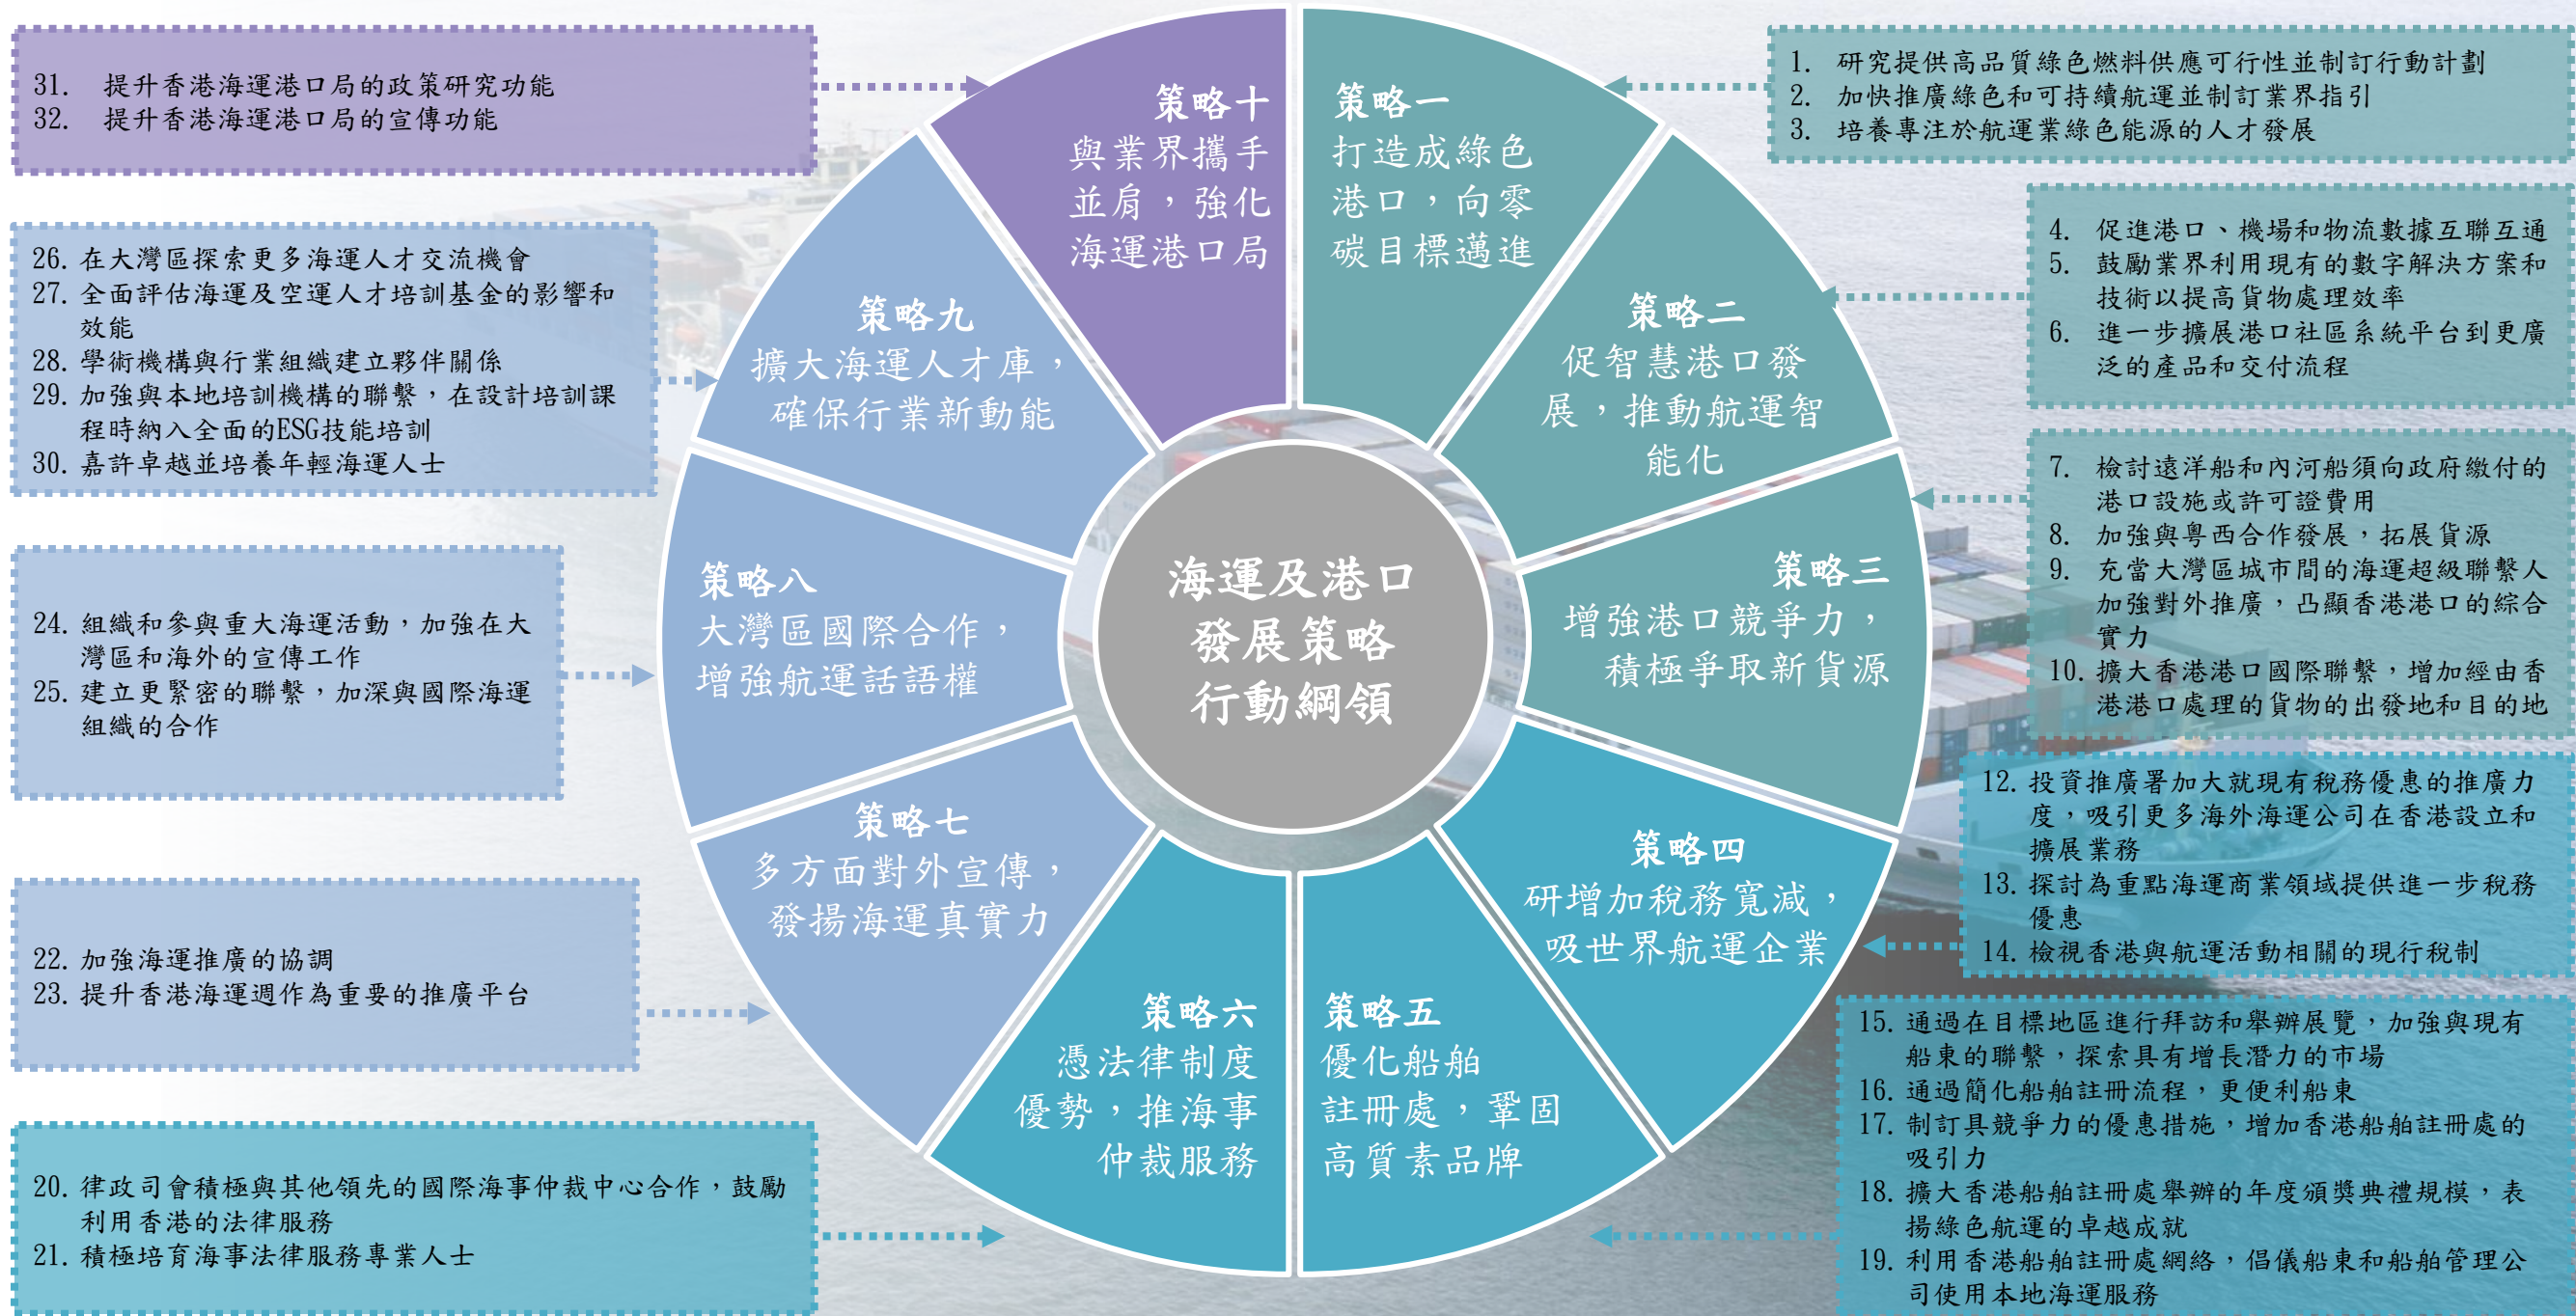 海運及港口
發展策略
行動綱領
策略一
打造成綠色
港口，向零
碳目標邁進
1. 研究提供高品質綠色燃料供應可行性並制訂行動計劃
2. 加快推廣綠色和可持續航運並制訂業界指引
3. 培養專注於航運業綠色能源的人才發展
策略二
促智慧港口發
展，推動航運智
能化
4. 促進港口、機場和物流數據互聯互通
5. 鼓勵業界利用現有的數字解決方案和
技術以提高貨物處理效率
6. 進一步擴展港口社區系統平台到更廣
泛的產品和交付流程
策略三
增強港口競爭力，
積極爭取新貨源
7. 檢討遠洋船和內河船須向政府繳付的
港口設施或許可證費用
8. 加強與粵西合作發展，拓展貨源
9. 充當大灣區城市間的海運超級聯繫人
加強對外推廣，凸顯香港港口的綜合
實力
10. 擴大香港港口國際聯繫，增加經由香
港港口處理的貨物的出發地和目的地
策略四
研增加稅務寬減，
吸世界航運企業
12. 投資推廣署加大就現有稅務優惠的推廣力
度，吸引更多海外海運公司在香港設立和
擴展業務
13. 探討為重點海運商業領域提供進一步稅務
優惠
14. 檢視香港與航運活動相關的現行稅制
策略五
優化船舶
註冊處，鞏固
高質素品牌
15. 通過在目標地區進行拜訪和舉辦展覽，加強與現有
船東的聯繫，探索具有增長潛力的市場
16. 通過簡化船舶註冊流程，更便利船東
17. 制訂具競爭力的優惠措施，增加香港船舶註冊處的
吸引力
18. 擴大香港船舶註冊處舉辦的年度頒獎典禮規模，表
揚綠色航運的卓越成就
19. 利用香港船舶註冊處網絡，倡儀船東和船舶管理公
司使用本地海運服務
策略六
憑法律制度
優勢，推海事
仲裁服務
20. 律政司會積極與其他領先的國際海事仲裁中心合作，鼓勵
利用香港的法律服務
21. 積極培育海事法律服務專業人士
策略七
多方面對外宣傳，
發揚海運真實力
22. 加強海運推廣的協調
23. 提升香港海運週作為重要的推廣平台
策略八
大灣區國際合作，
增強航運話語權
24. 組織和參與重大海運活動，加強在大
灣區和海外的宣傳工作
25. 建立更緊密的聯繫，加深與國際海運
組織的合作
策略九
擴大海運人才庫，
確保行業新動能
26. 在大灣區探索更多海運人才交流機會
27. 全面評估海運及空運人才培訓基金的影響和
效能
28. 學術機構與行業組織建立夥伴關係
29. 加強與本地培訓機構的聯繫，在設計培訓課
程時納入全面的ESG技能培訓
30. 嘉許卓越並培養年輕海運人士
策略十
與業界攜手
並肩，強化
海運港口局
31. 提升香港海運港口局的政策研究功能
32. 提升香港海運港口局的宣傳功能